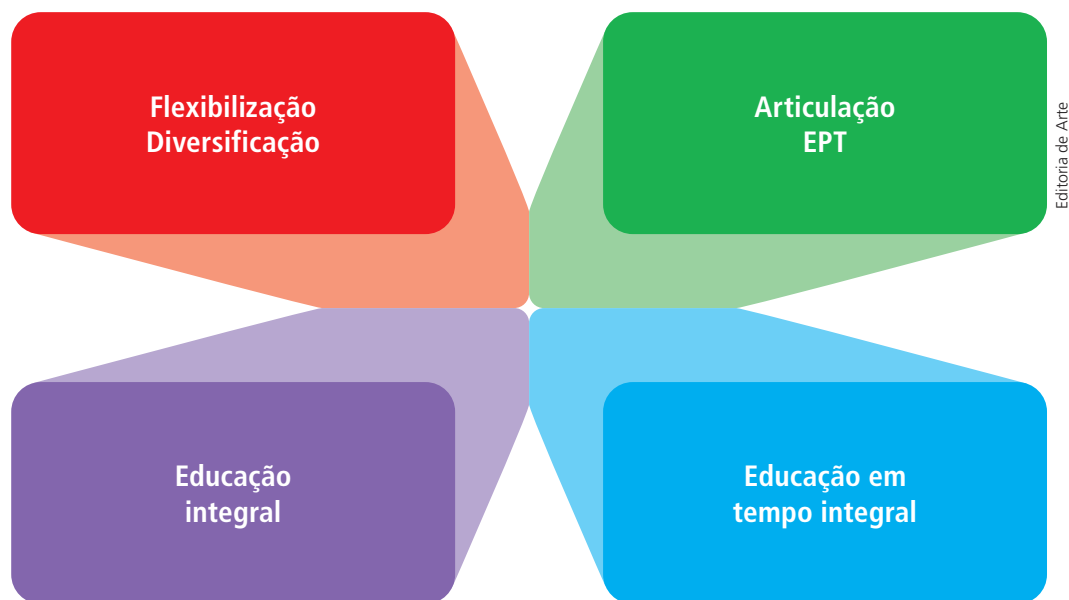 Flexibilização
Diversificação
Articulação
EPT
Educação
integral
Educação em
tempo integral
Editoria de Arte